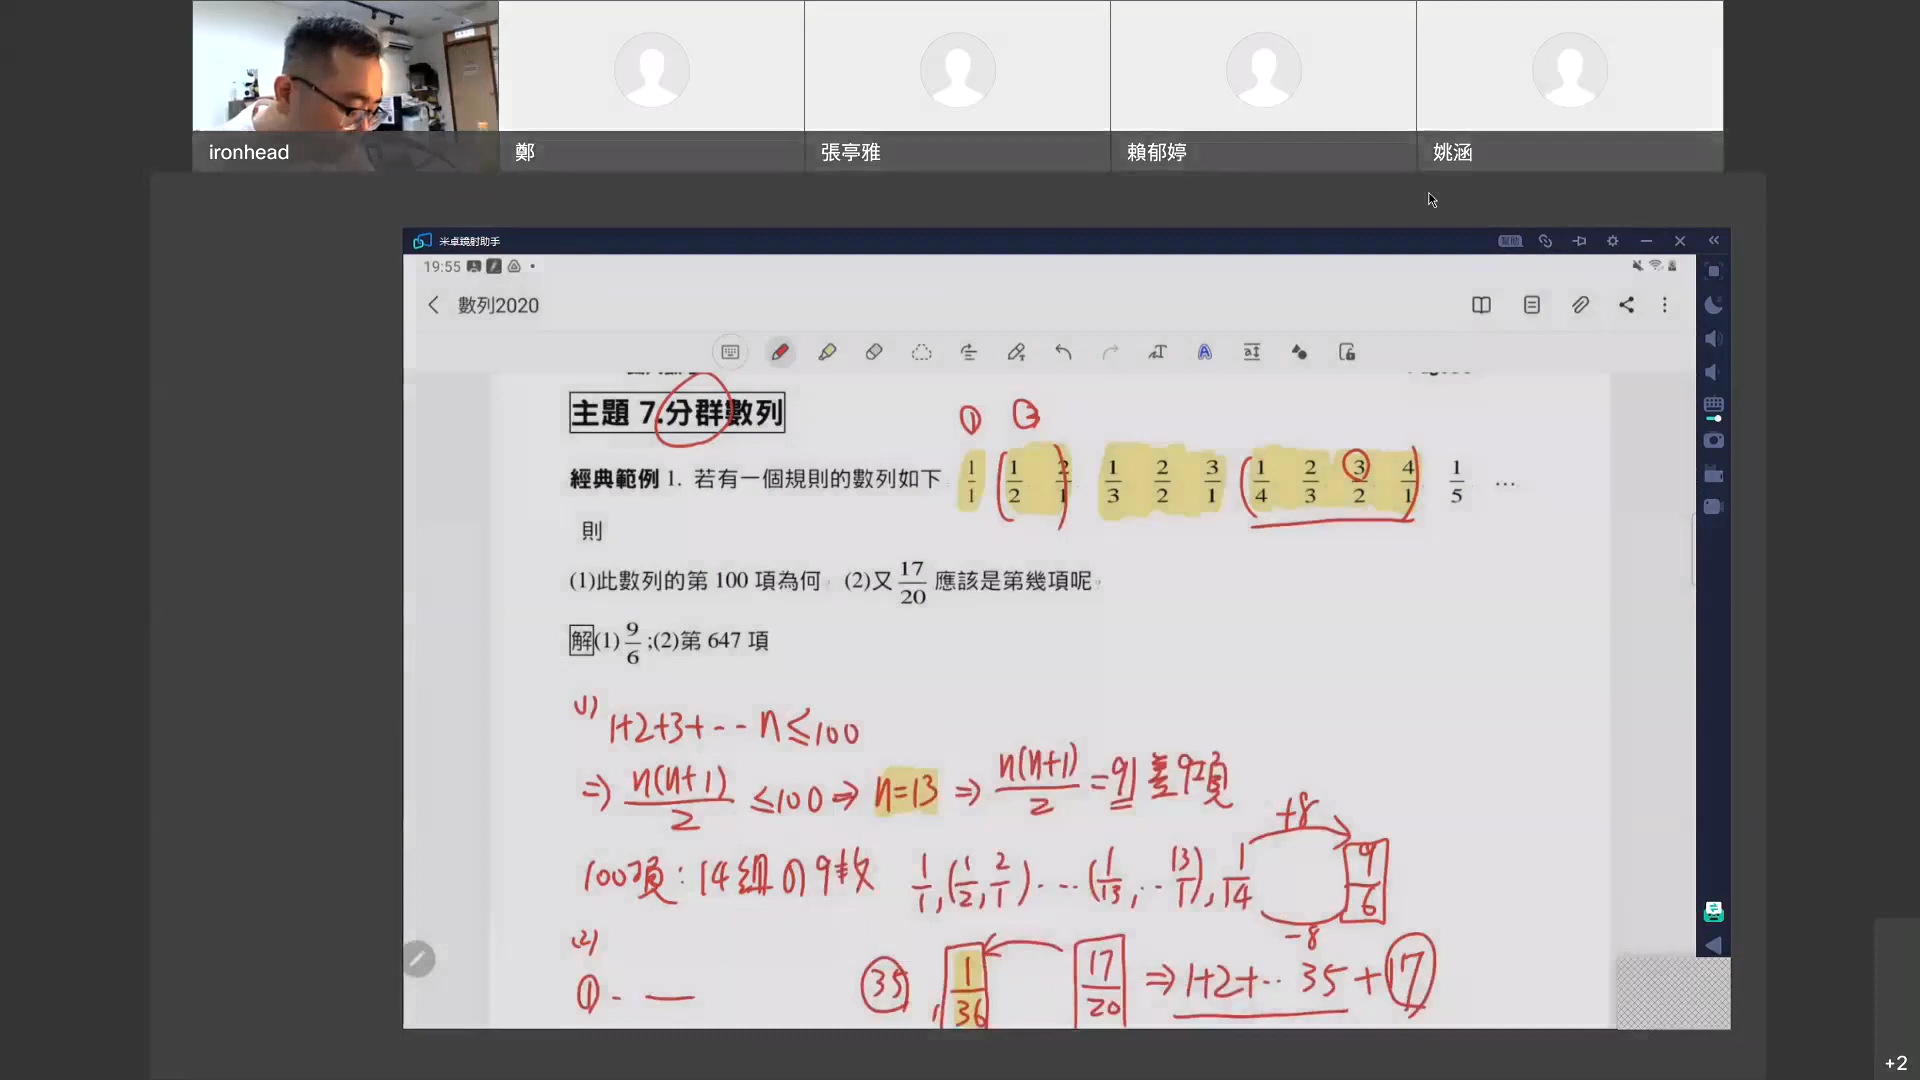 ironhead
鄭
張亭雅
賴郁婷
姚涵
米卓鏡射助手
19:55
數列2020
主題 7.分群數列
① ②
經典範例 1. 若有一個規則的數列如下 1/1 (1/2 2/1) 1/3 2/2 3/1 (1/4 2/3 3/2 4/1) 1/5 …
則
(1)此數列的第 100 項為何。 (2)又 17/20 應該是第幾項呢。
解(1) 9/6 ;(2)第 647 項
(1) 1+2+3+-- n ≤100
⇒ n(n+1)/2 ≤100 ⇒ n=13 ⇒ n(n+1)/2 =91 差9項
+8
100項: 14組の9枚 1/1,(1/2,2/1)···(1/13,··13/1),1/14 9/6
-8
(2)
①- — 35 , 1/36 17/20 ⇒1+2+·· 35+17
+2